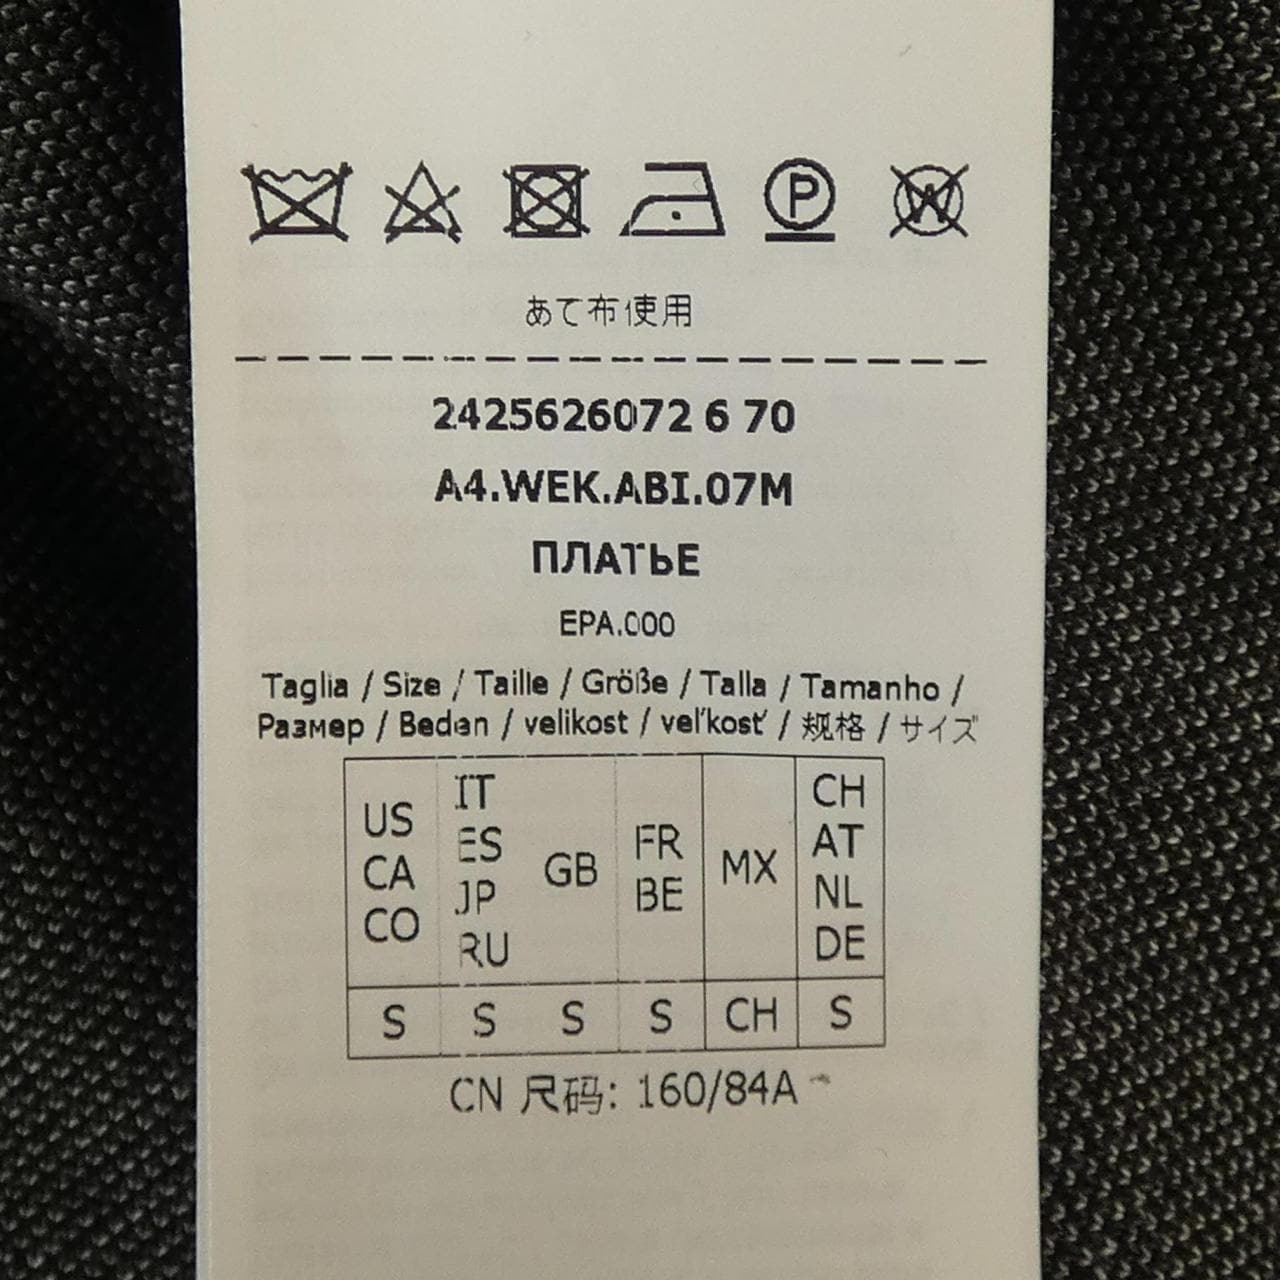 P W
あて布使用
2425626072 6 70
A4.WEK.ABI.07M
ПЛАТЬЕ
EPA.000
Taglia / Size / Taille / Größe / Talla / Tamanho /
Размер / Beden / velikost / veľkosť / 规格 / サイズ
US CA CO
IT ES JP RU
GB
FR BE
MX
CH AT NL DE
S S S S CH S
CN 尺码: 160/84A